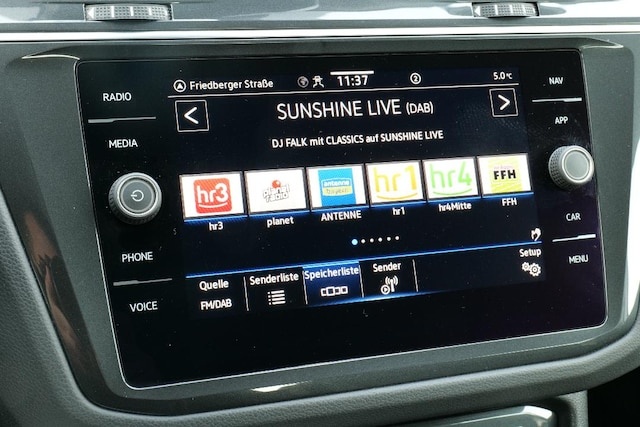 RADIO
MEDIA
PHONE
VOICE
NAV
APP
CAR
MENU
Friedberger Straße
11:37
2
5.0°C
< SUNSHINE LIVE (DAB) >
DJ FALK mit CLASSICS auf SUNSHINE LIVE
hr3 planet radio antenne hr1 hr4 FFH
hr3 planet ANTENNE hr1 hr4Mitte FFH
Setup
Quelle Senderliste Speicherliste Sender
FM/DAB